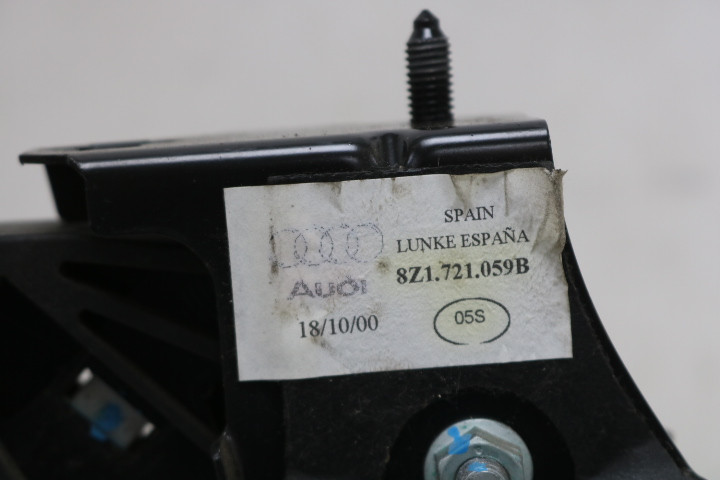 SPAIN
LUNKE ESPAÑA
8Z1.721.059B
AUDI
18/10/00
05S